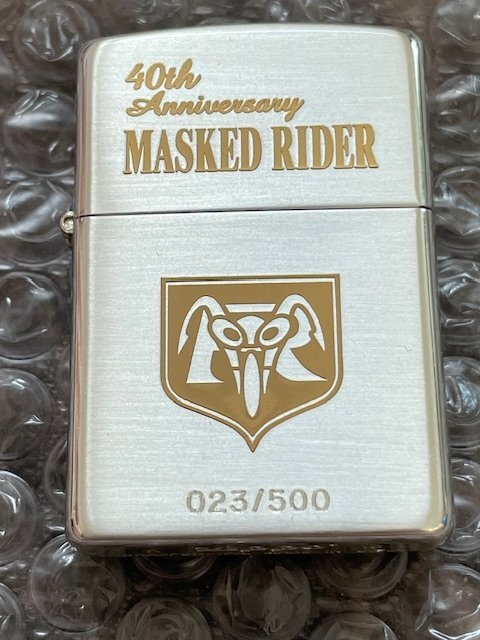 40th
Anniversary
MASKED RIDER
R
023/500